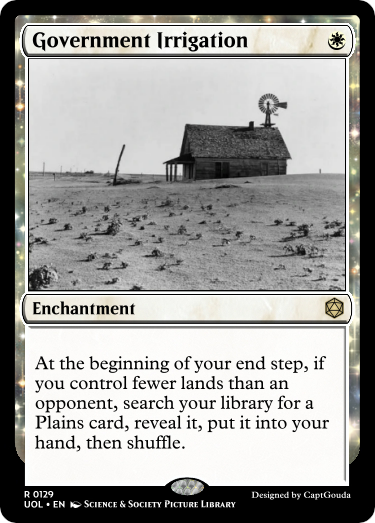 Government Irrigation
Enchantment
At the beginning of your end step, if
you control fewer lands than an
opponent, search your library for a
Plains card, reveal it, put it into your
hand, then shuffle.
R 0129
Designed by CaptGouda
UOL • EN Science & Society Picture Library